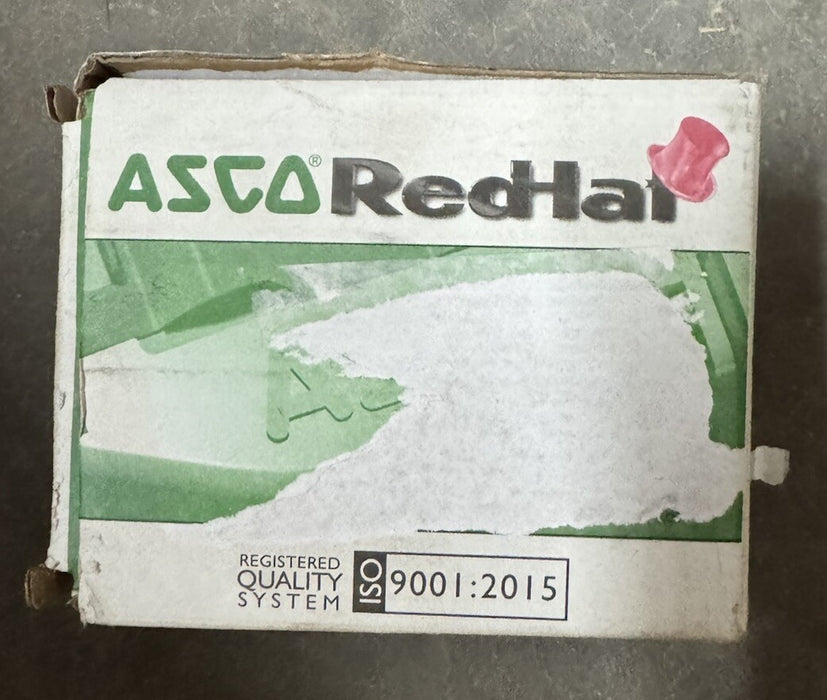 ASCO® RedHat
REGISTERED
QUALITY
SYSTEM
ISO 9001:2015